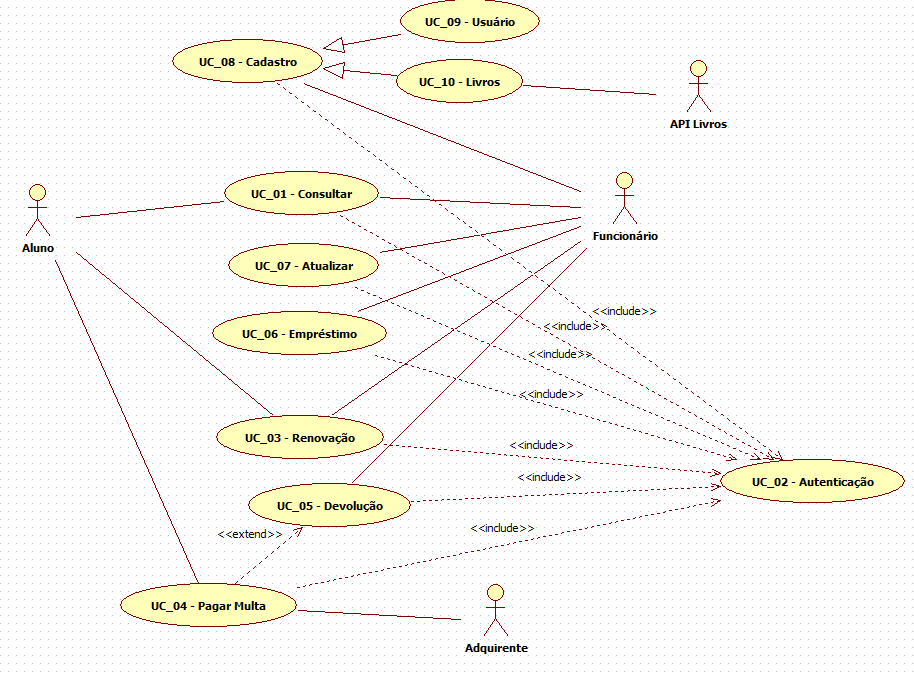 UC_09 - Usuário
UC_08 - Cadastro
UC_10 - Livros
API Livros
UC_01 - Consultar
Aluno
Funcionário
UC_07 - Atualizar
<<include>>
<<include>>
UC_06 - Empréstimo
<<include>>
<<include>>
UC_03 - Renovação
<<include>>
<<include>>
UC_02 - Autenticação
UC_05 - Devolução
<<include>>
<<extend>>
UC_04 - Pagar Multa
Adquirente